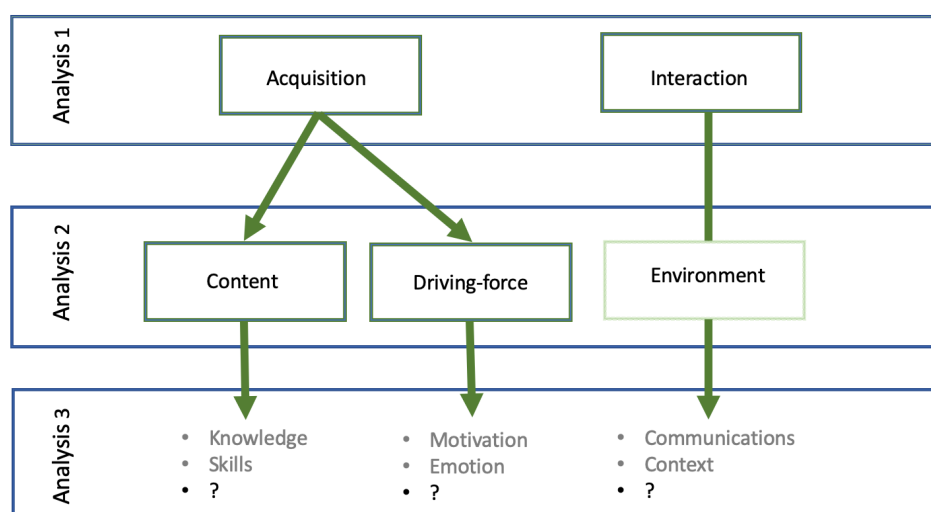 Analysis 1
Acquisition
Interaction
Analysis 2
Content
Driving-force
Environment
Analysis 3
• Knowledge
• Skills
• ?
• Motivation
• Emotion
• ?
• Communications
• Context
• ?